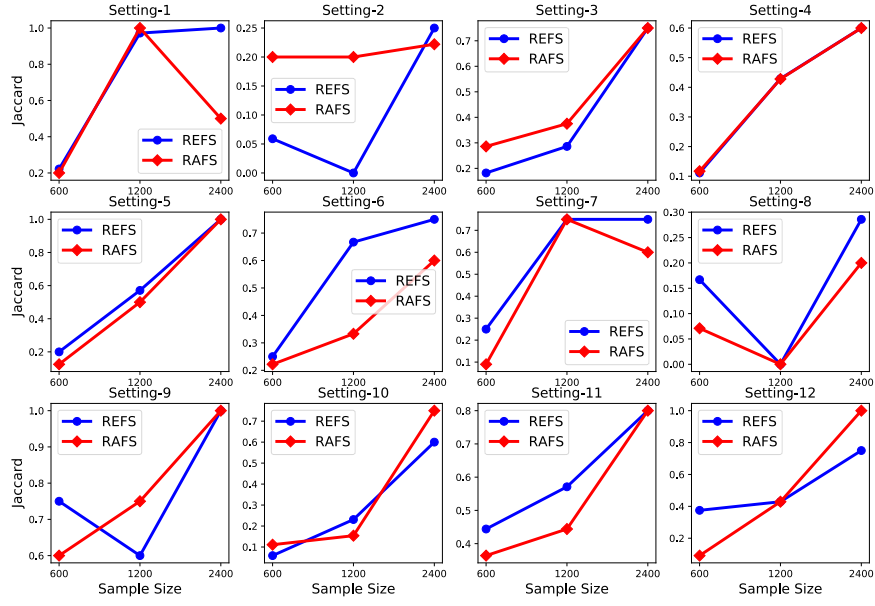 Setting-1
Jaccard
1.0
0.8
0.6
0.4
0.2
600
1200
2400
REFS
RAFS
Setting-2
0.25
0.20
0.15
0.10
0.05
0.00
600
1200
2400
REFS
RAFS
Setting-3
0.7
0.6
0.4
0.3
0.2
600
1200
2400
REFS
RAFS
Setting-4
0.6
0.5
0.4
0.3
0.2
0.1
600
1200
2400
REFS
RAFS
Setting-5
Jaccard
1.0
0.8
0.6
0.4
0.2
600
1200
2400
REFS
RAFS
Setting-6
0.7
0.6
0.5
0.4
0.3
0.2
600
1200
2400
REFS
RAFS
Setting-7
0.7
0.6
0.5
0.4
0.3
0.2
0.1
600
1200
2400
REFS
RAFS
Setting-8
0.30
0.25
0.20
0.15
0.10
0.05
0.00
600
1200
2400
REFS
RAFS
Setting-9
Jaccard
1.0
0.9
0.8
0.7
0.6
600
1200
2400
Sample Size
REFS
RAFS
Setting-10
0.7
0.6
0.5
0.4
0.3
0.2
0.1
600
1200
2400
Sample Size
REFS
RAFS
Setting-11
0.8
0.7
0.6
0.5
0.4
600
1200
2400
Sample Size
REFS
RAFS
Setting-12
1.0
0.8
0.6
0.4
0.2
600
1200
2400
Sample Size
REFS
RAFS